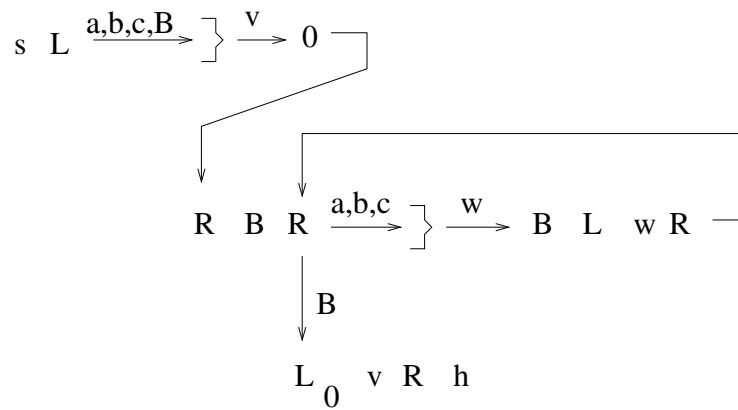 a,b,c,B v
s L } 0
a,b,c w
R B R } B L w R
B
L 0 v R h